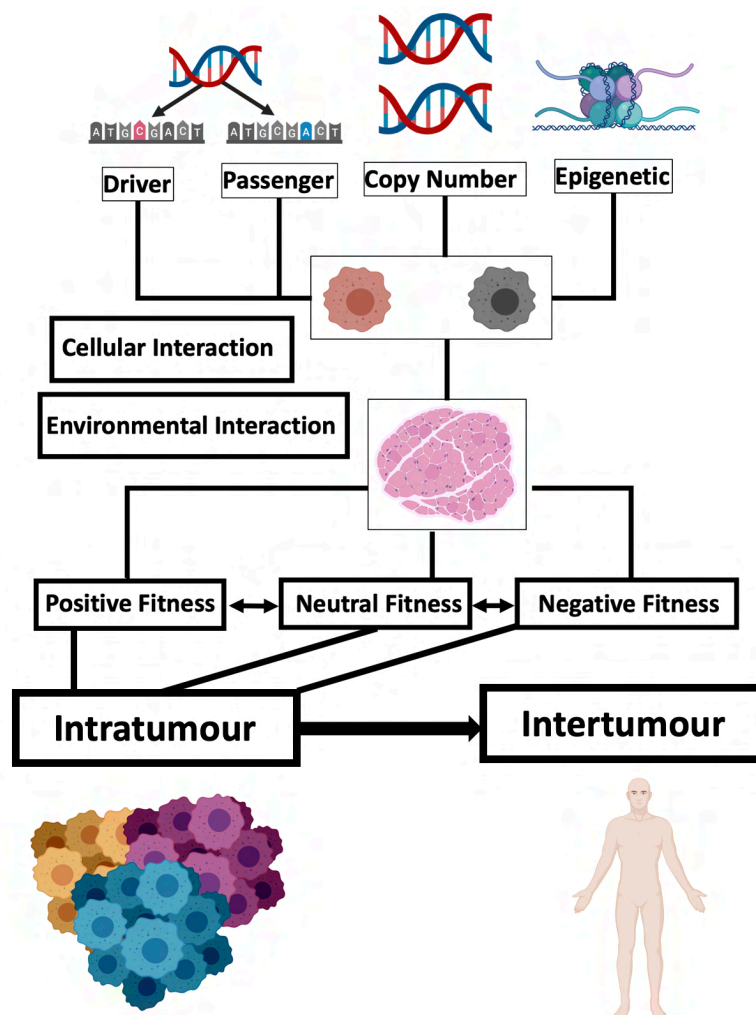 ATGCGACT
ATGCGACT
Driver
Passenger
Copy Number
Epigenetic
Cellular Interaction
Environmental Interaction
Positive Fitness
Neutral Fitness
Negative Fitness
Intratumour
Intertumour